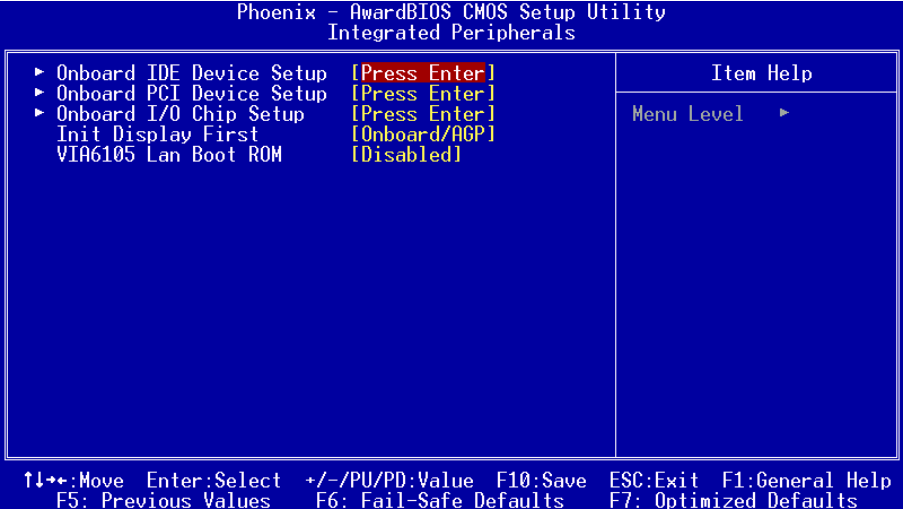 Phoenix - AwardBIOS CMOS Setup Utility
Integrated Peripherals
► Onboard IDE Device Setup [Press Enter]
► Onboard PCI Device Setup [Press Enter]
► Onboard I/O Chip Setup [Press Enter]
Init Display First [Onboard/AGP]
VIA6105 Lan Boot ROM [Disabled]
Item Help
Menu Level ►
↑↓→←:Move Enter:Select +/-/PU/PD:Value F10:Save ESC:Exit F1:General Help
F5: Previous Values F6: Fail-Safe Defaults F7: Optimized Defaults